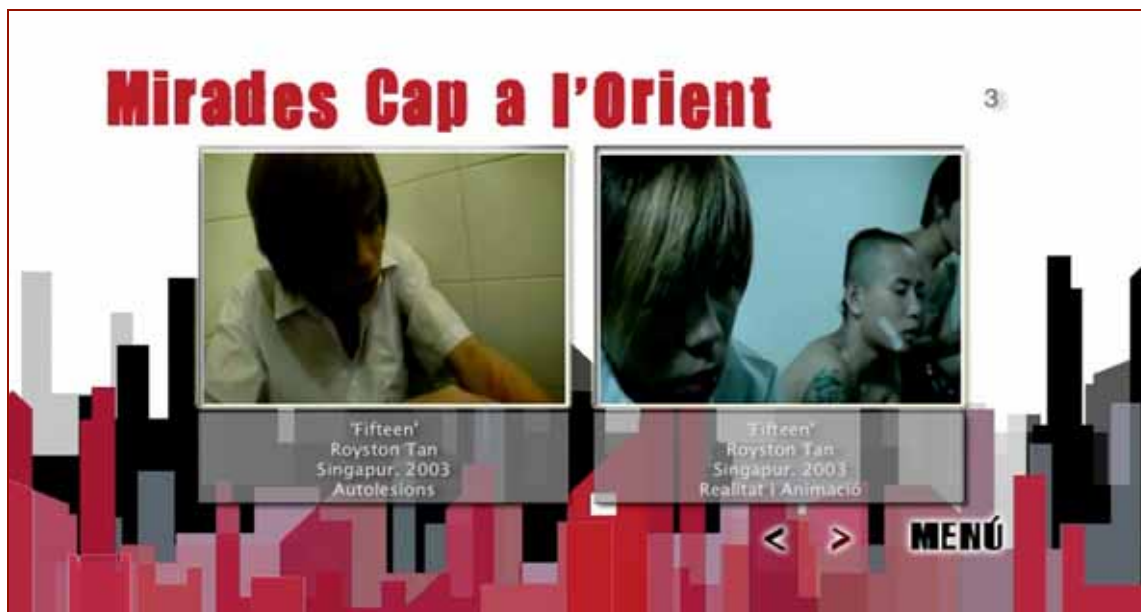 Mirades Cap a l'Orient
3
'Fifteen'
Royston Tan
Singapur. 2003
Autolesions
'Fifteen'
Royston Tan
Singapur. 2003
Realitat i Animació
< >
MENÚ